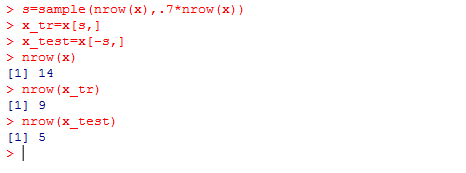 > s=sample(nrow(x),.7*nrow(x))
> x_tr=x[s,]
> x_test=x[-s,]
> nrow(x)
[1] 14
> nrow(x_tr)
[1] 9
> nrow(x_test)
[1] 5
>